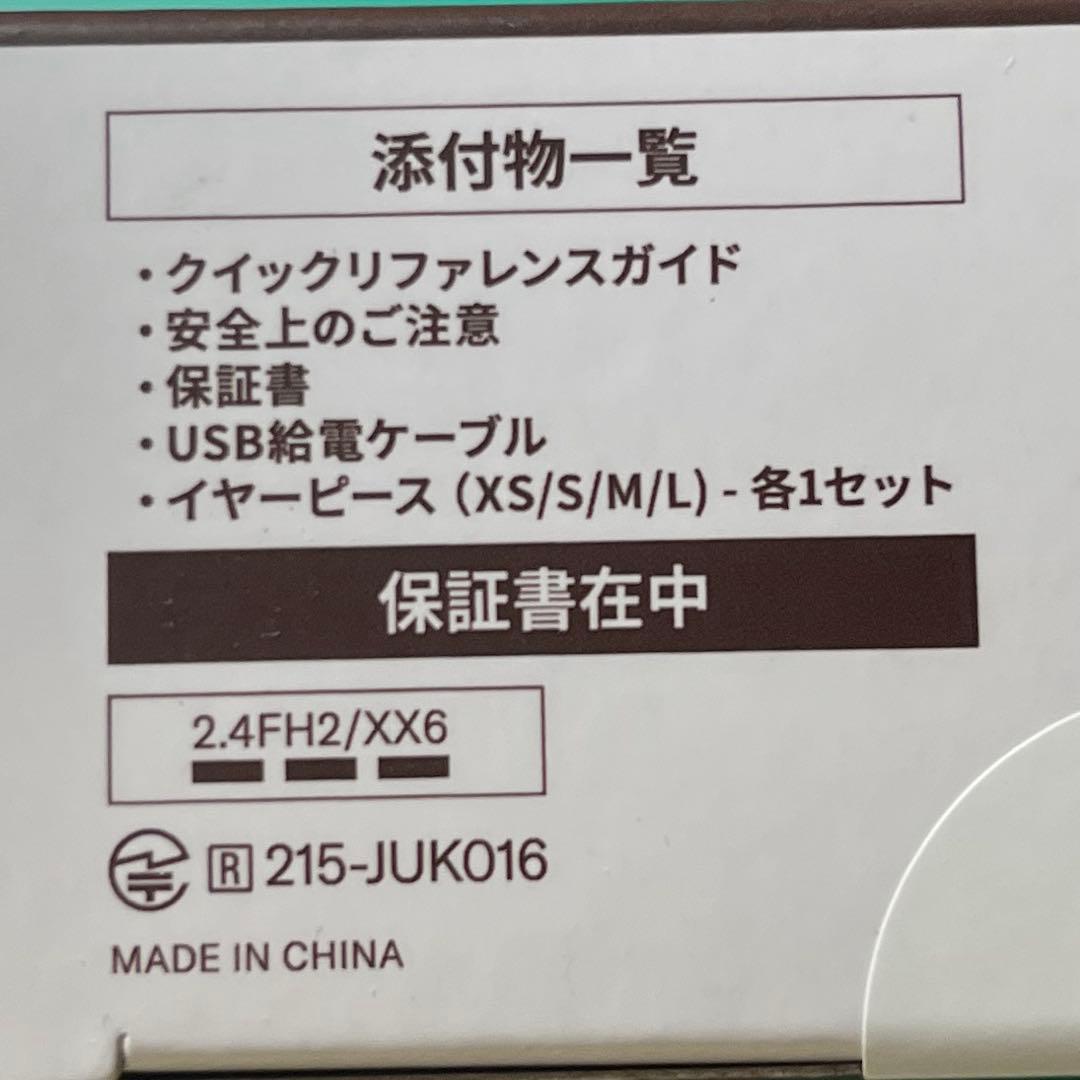 添付物一覧
・クイックリファレンスガイド
・安全上のご注意
・保証書
・USB給電ケーブル
・イヤーピース（XS/S/M/L) - 各1セット
保証書在中
2.4FH2/XX6
R 215-JUK016
MADE IN CHINA